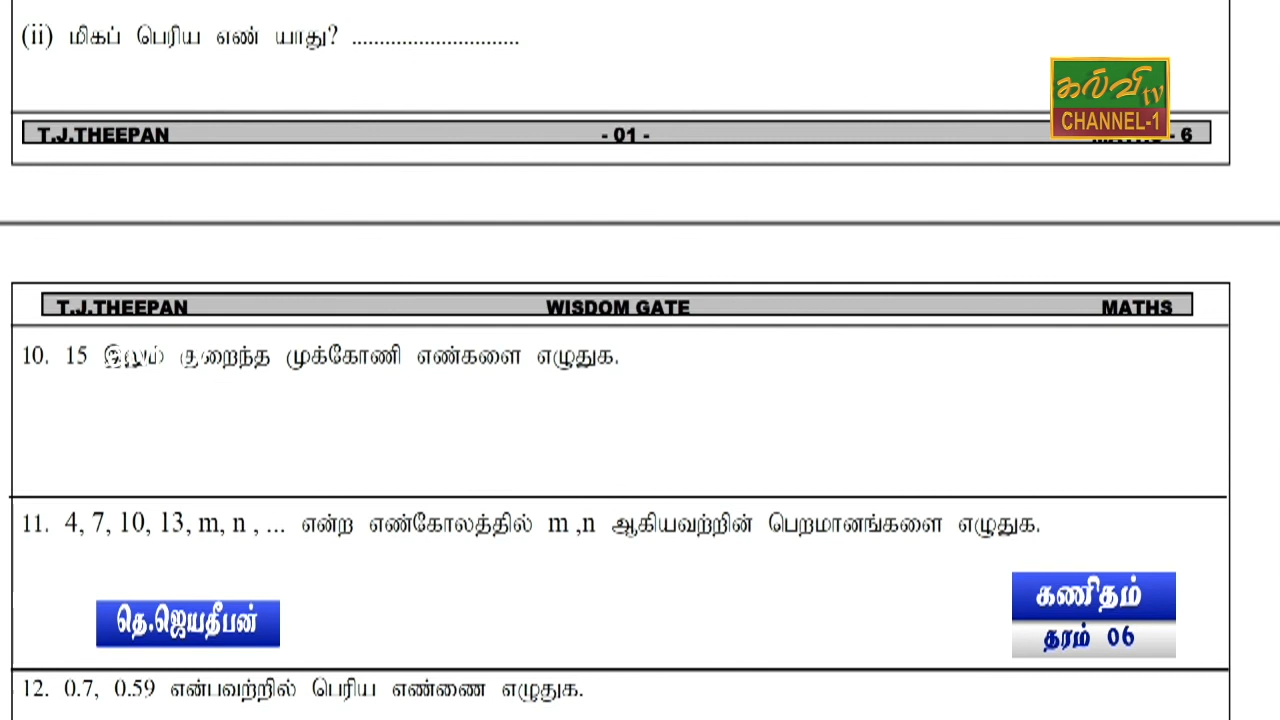 (ii) மிகப் பெரிய எண் யாது? ..............................
கல்வி tv
CHANNEL-1
T.J.THEEPAN - 01 - - 6
T.J.THEEPAN WISDOM GATE MATHS
10. 15 இலும் குறைந்த முக்கோணி எண்களை எழுதுக.
11. 4, 7, 10, 13, m, n , ... என்ற எண்கோலத்தில் m ,n ஆகியவற்றின் பெறமானங்களை எழுதுக.
கணிதம்
தெ.ஜெயதீபன்
தரம் 06
12. 0.7, 0.59 என்பவற்றில் பெரிய எண்ணை எழுதுக.